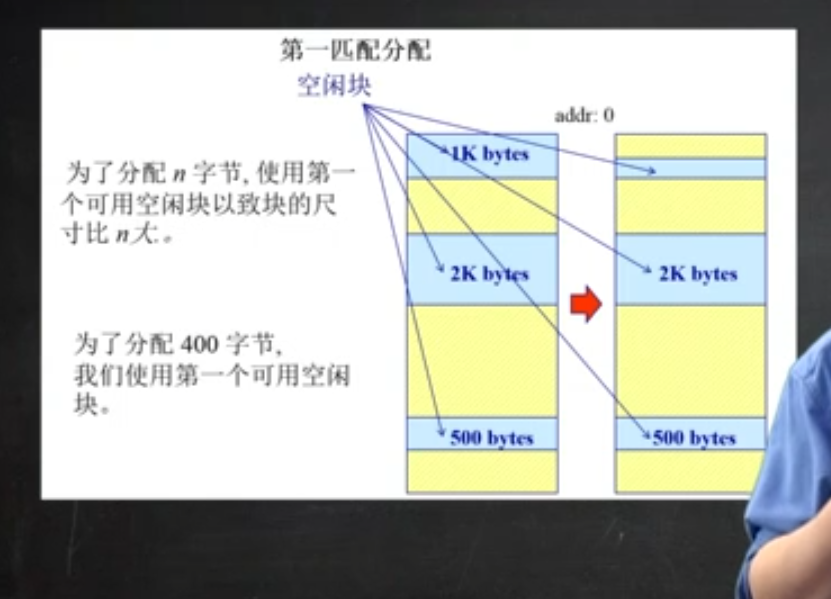 第一匹配分配
空闲块
addr: 0
为了分配 n 字节, 使用第一
个可用空闲块以致块的尺
寸比 n大.。
为了分配 400 字节,
我们使用第一个可用空闲
块。
1K bytes
2K bytes
500 bytes
2K bytes
500 bytes